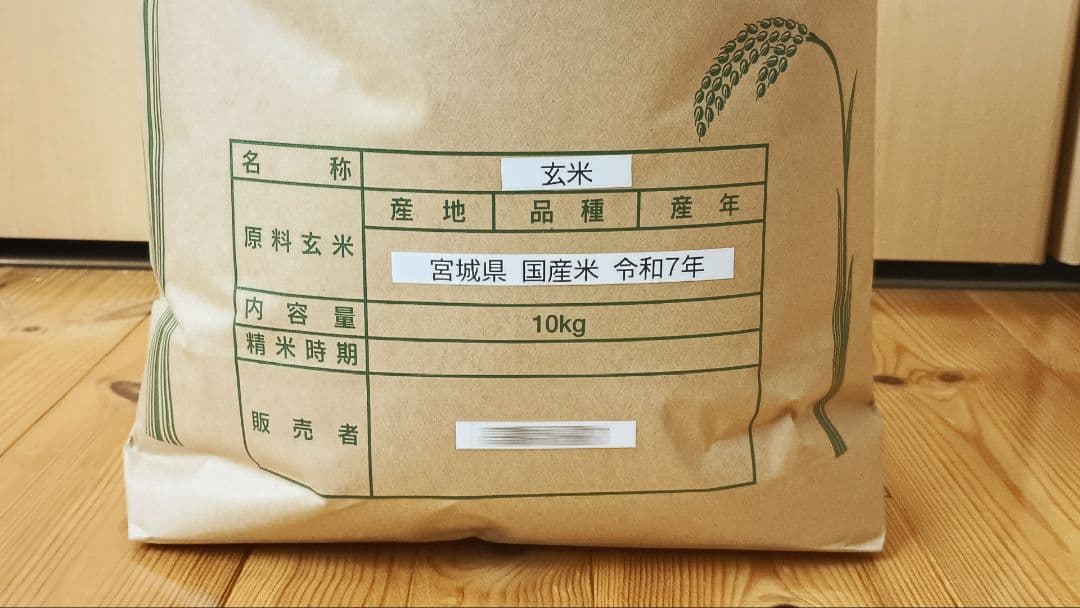 名称 玄米
原料玄米 産地 品種 産年
宮城県 国産米 令和7年
内容量 10kg
精米時期
販売者